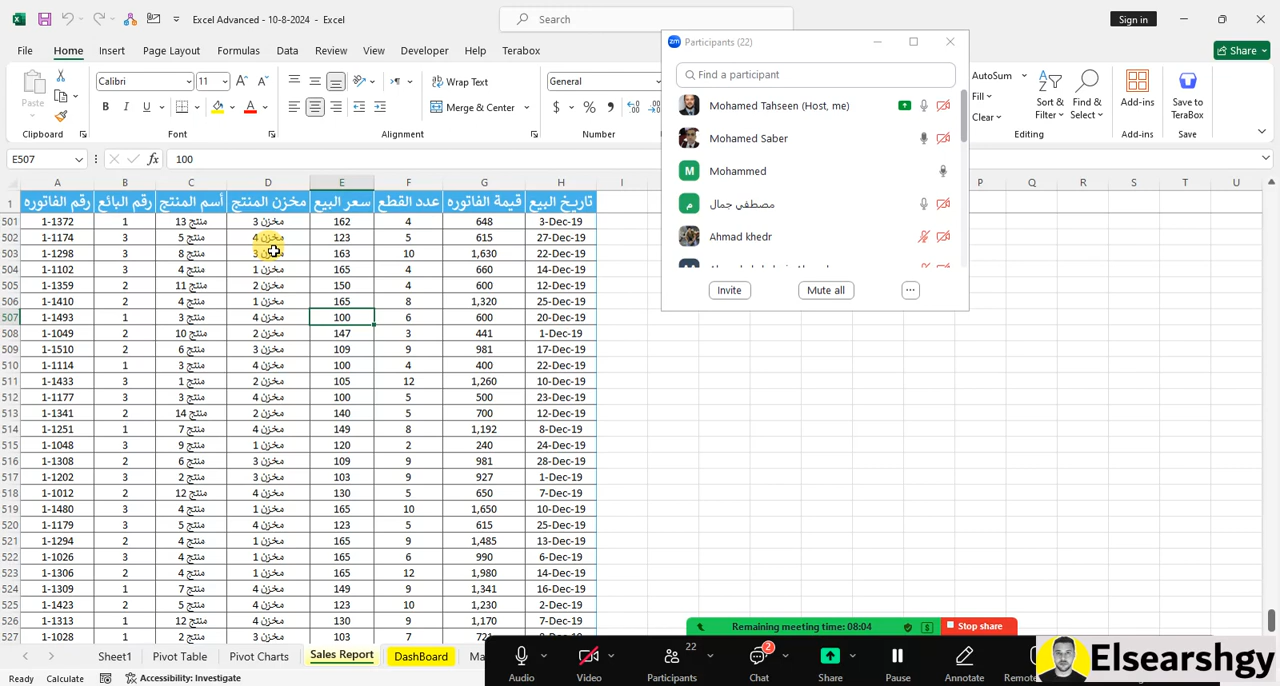 Excel Advanced - 10-8-2024 - Excel
Search
Sign in
File Home Insert Page Layout Formulas Data Review View Developer Help Terabox
Share
Paste
Clipboard
Calibri 11
Font
Wrap Text
Merge & Center
Alignment
General
Number
AutoSum
Fill
Clear
Sort & Filter
Find & Select
Editing
Add-ins
Add-ins
Save to TeraBox
Save
E507 fx 100
Participants (22)
Find a participant
Mohamed Tahseen (Host, me)
Mohamed Saber
M Mohammed
م مصطفي جمال
Ahmad khedr
Invite Mute all ...
A B C D E F G H I P Q R S T U
1 رقم الفاتوره رقم البائع أسم المنتج مخزن المنتج سعر البيع عدد القطع قيمة الفاتوره تاريخ البيع
501 1-1372 1 منتج 13 مخزن 3 162 4 648 3-Dec-19
502 1-1174 3 منتج 5 مخزن 4 123 5 615 27-Dec-19
503 1-1298 3 منتج 8 مخزن 3 163 10 1,630 22-Dec-19
504 1-1102 3 منتج 4 مخزن 1 165 4 660 14-Dec-19
505 1-1359 2 منتج 11 مخزن 2 150 4 600 12-Dec-19
506 1-1410 2 منتج 4 مخزن 1 165 8 1,320 25-Dec-19
507 1-1493 1 منتج 3 مخزن 4 100 6 600 20-Dec-19
508 1-1049 2 منتج 10 مخزن 2 147 3 441 1-Dec-19
509 1-1510 2 منتج 6 مخزن 3 109 9 981 17-Dec-19
510 1-1114 1 منتج 3 مخزن 4 100 4 400 22-Dec-19
511 1-1433 3 منتج 1 مخزن 2 105 12 1,260 10-Dec-19
512 1-1177 3 منتج 3 مخزن 4 100 5 500 23-Dec-19
513 1-1341 2 منتج 14 مخزن 2 140 5 700 12-Dec-19
514 1-1251 1 منتج 7 مخزن 4 149 8 1,192 8-Dec-19
515 1-1048 3 منتج 9 مخزن 1 120 2 240 24-Dec-19
516 1-1308 2 منتج 6 مخزن 3 109 9 981 28-Dec-19
517 1-1202 3 منتج 2 مخزن 3 103 9 927 1-Dec-19
518 1-1012 2 منتج 12 مخزن 4 130 5 650 7-Dec-19
519 1-1480 3 منتج 4 مخزن 1 165 10 1,650 10-Dec-19
520 1-1179 3 منتج 5 مخزن 4 123 5 615 25-Dec-19
521 1-1294 2 منتج 4 مخزن 1 165 9 1,485 13-Dec-19
522 1-1026 3 منتج 4 مخزن 1 165 6 990 6-Dec-19
523 1-1306 2 منتج 4 مخزن 1 165 12 1,980 14-Dec-19
524 1-1309 1 منتج 7 مخزن 4 149 9 1,341 16-Dec-19
525 1-1423 2 منتج 5 مخزن 4 123 10 1,230 2-Dec-19
526 1-1313 1 منتج 12 مخزن 4 130 9 1,170 7-Dec-19
527 1-1028 1 منتج 2 مخزن 3 103 7
Remaining meeting time: 08:04 Stop share
Sheet1 Pivot Table Pivot Charts Sales Report DashBoard
Ready Calculate Accessibility: Investigate
22 2
Audio Video Participants Chat Share Pause Annotate
Elsearshgy